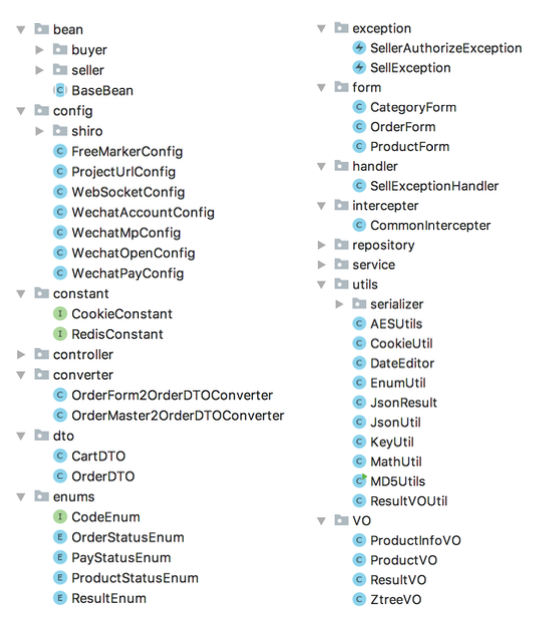 bean
buyer
seller
BaseBean
config
shiro
FreeMarkerConfig
ProjectUrlConfig
WebSocketConfig
WechatAccountConfig
WechatMpConfig
WechatOpenConfig
WechatPayConfig
constant
CookieConstant
RedisConstant
controller
converter
OrderForm2OrderDTOConverter
OrderMaster2OrderDTOConverter
dto
CartDTO
OrderDTO
enums
CodeEnum
OrderStatusEnum
PayStatusEnum
ProductStatusEnum
ResultEnum
exception
SellerAuthorizeException
SellException
form
CategoryForm
OrderForm
ProductForm
handler
SellExceptionHandler
intercepter
CommonIntercepter
repository
service
utils
serializer
AESUtils
CookieUtil
DateEditor
EnumUtil
JsonResult
JsonUtil
KeyUtil
MathUtil
MD5Utils
ResultVOUtil
VO
ProductInfoVO
ProductVO
ResultVO
ZtreeVO